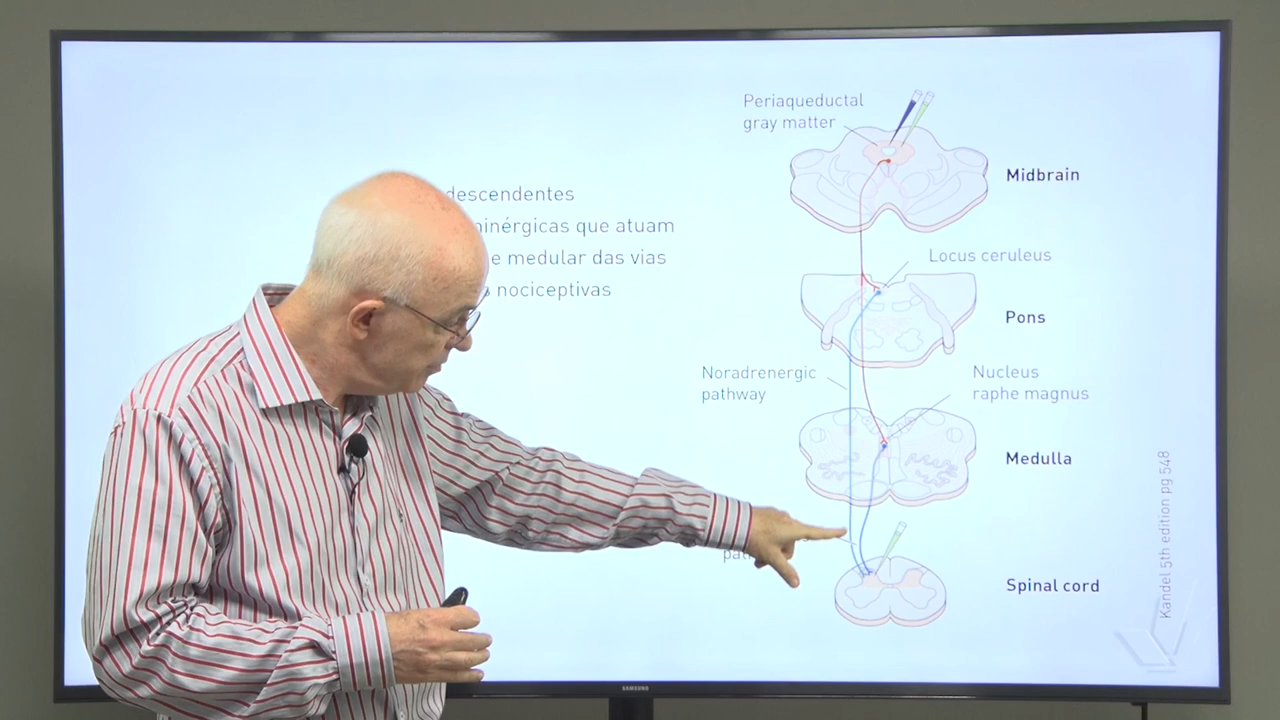 descendentes
que atuam
e medular das vias
nociceptivas
Periaqueductal
gray matter
Midbrain
Locus ceruleus
Pons
Noradrenergic
pathway
Nucleus
raphe magnus
Medulla
Spinal cord
Kandel 5th edition pg 548
SAMSUNG